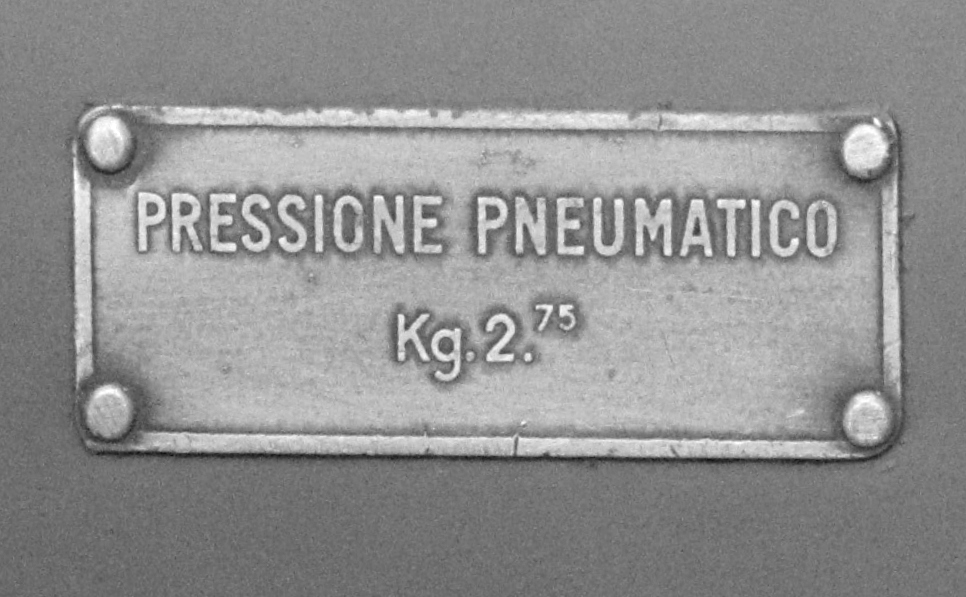 PRESSIONE PNEUMATICO
Kg. 2.⁷⁵